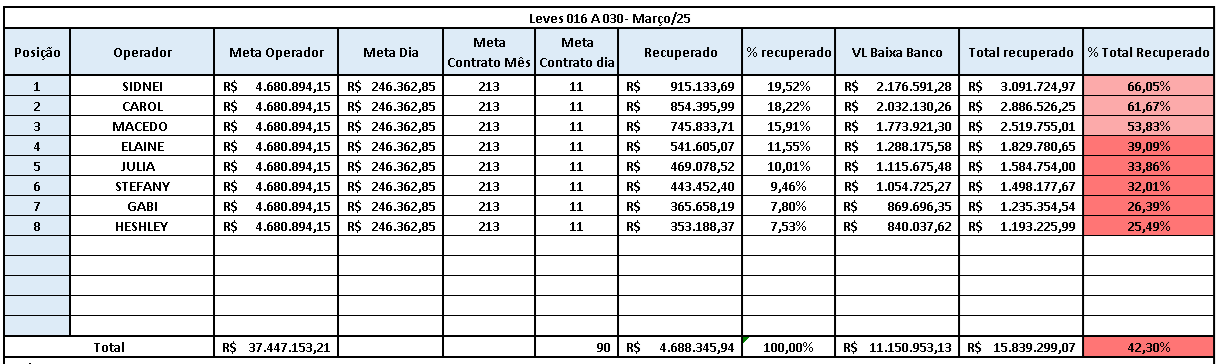 Leves 016 A 030- Março/25
Posição Operador Meta Operador Meta Dia Meta Contrato Mês Meta Contrato dia Recuperado % recuperado VL Baixa Banco Total recuperado % Total Recuperado
1 SIDNEI R$ 4.680.894,15 R$ 246.362,85 213 11 R$ 915.133,69 19,52% R$ 2.176.591,28 R$ 3.091.724,97 66,05%
2 CAROL R$ 4.680.894,15 R$ 246.362,85 213 11 R$ 854.395,99 18,22% R$ 2.032.130,26 R$ 2.886.526,25 61,67%
3 MACEDO R$ 4.680.894,15 R$ 246.362,85 213 11 R$ 745.833,71 15,91% R$ 1.773.921,30 R$ 2.519.755,01 53,83%
4 ELAINE R$ 4.680.894,15 R$ 246.362,85 213 11 R$ 541.605,07 11,55% R$ 1.288.175,58 R$ 1.829.780,65 39,09%
5 JULIA R$ 4.680.894,15 R$ 246.362,85 213 11 R$ 469.078,52 10,01% R$ 1.115.675,48 R$ 1.584.754,00 33,86%
6 STEFANY R$ 4.680.894,15 R$ 246.362,85 213 11 R$ 443.452,40 9,46% R$ 1.054.725,27 R$ 1.498.177,67 32,01%
7 GABI R$ 4.680.894,15 R$ 246.362,85 213 11 R$ 365.658,19 7,80% R$ 869.696,35 R$ 1.235.354,54 26,39%
8 HESHLEY R$ 4.680.894,15 R$ 246.362,85 213 11 R$ 353.188,37 7,53% R$ 840.037,62 R$ 1.193.225,99 25,49%
Total R$ 37.447.153,21 90 R$ 4.688.345,94 100,00% R$ 11.150.953,13 R$ 15.839.299,07 42,30%